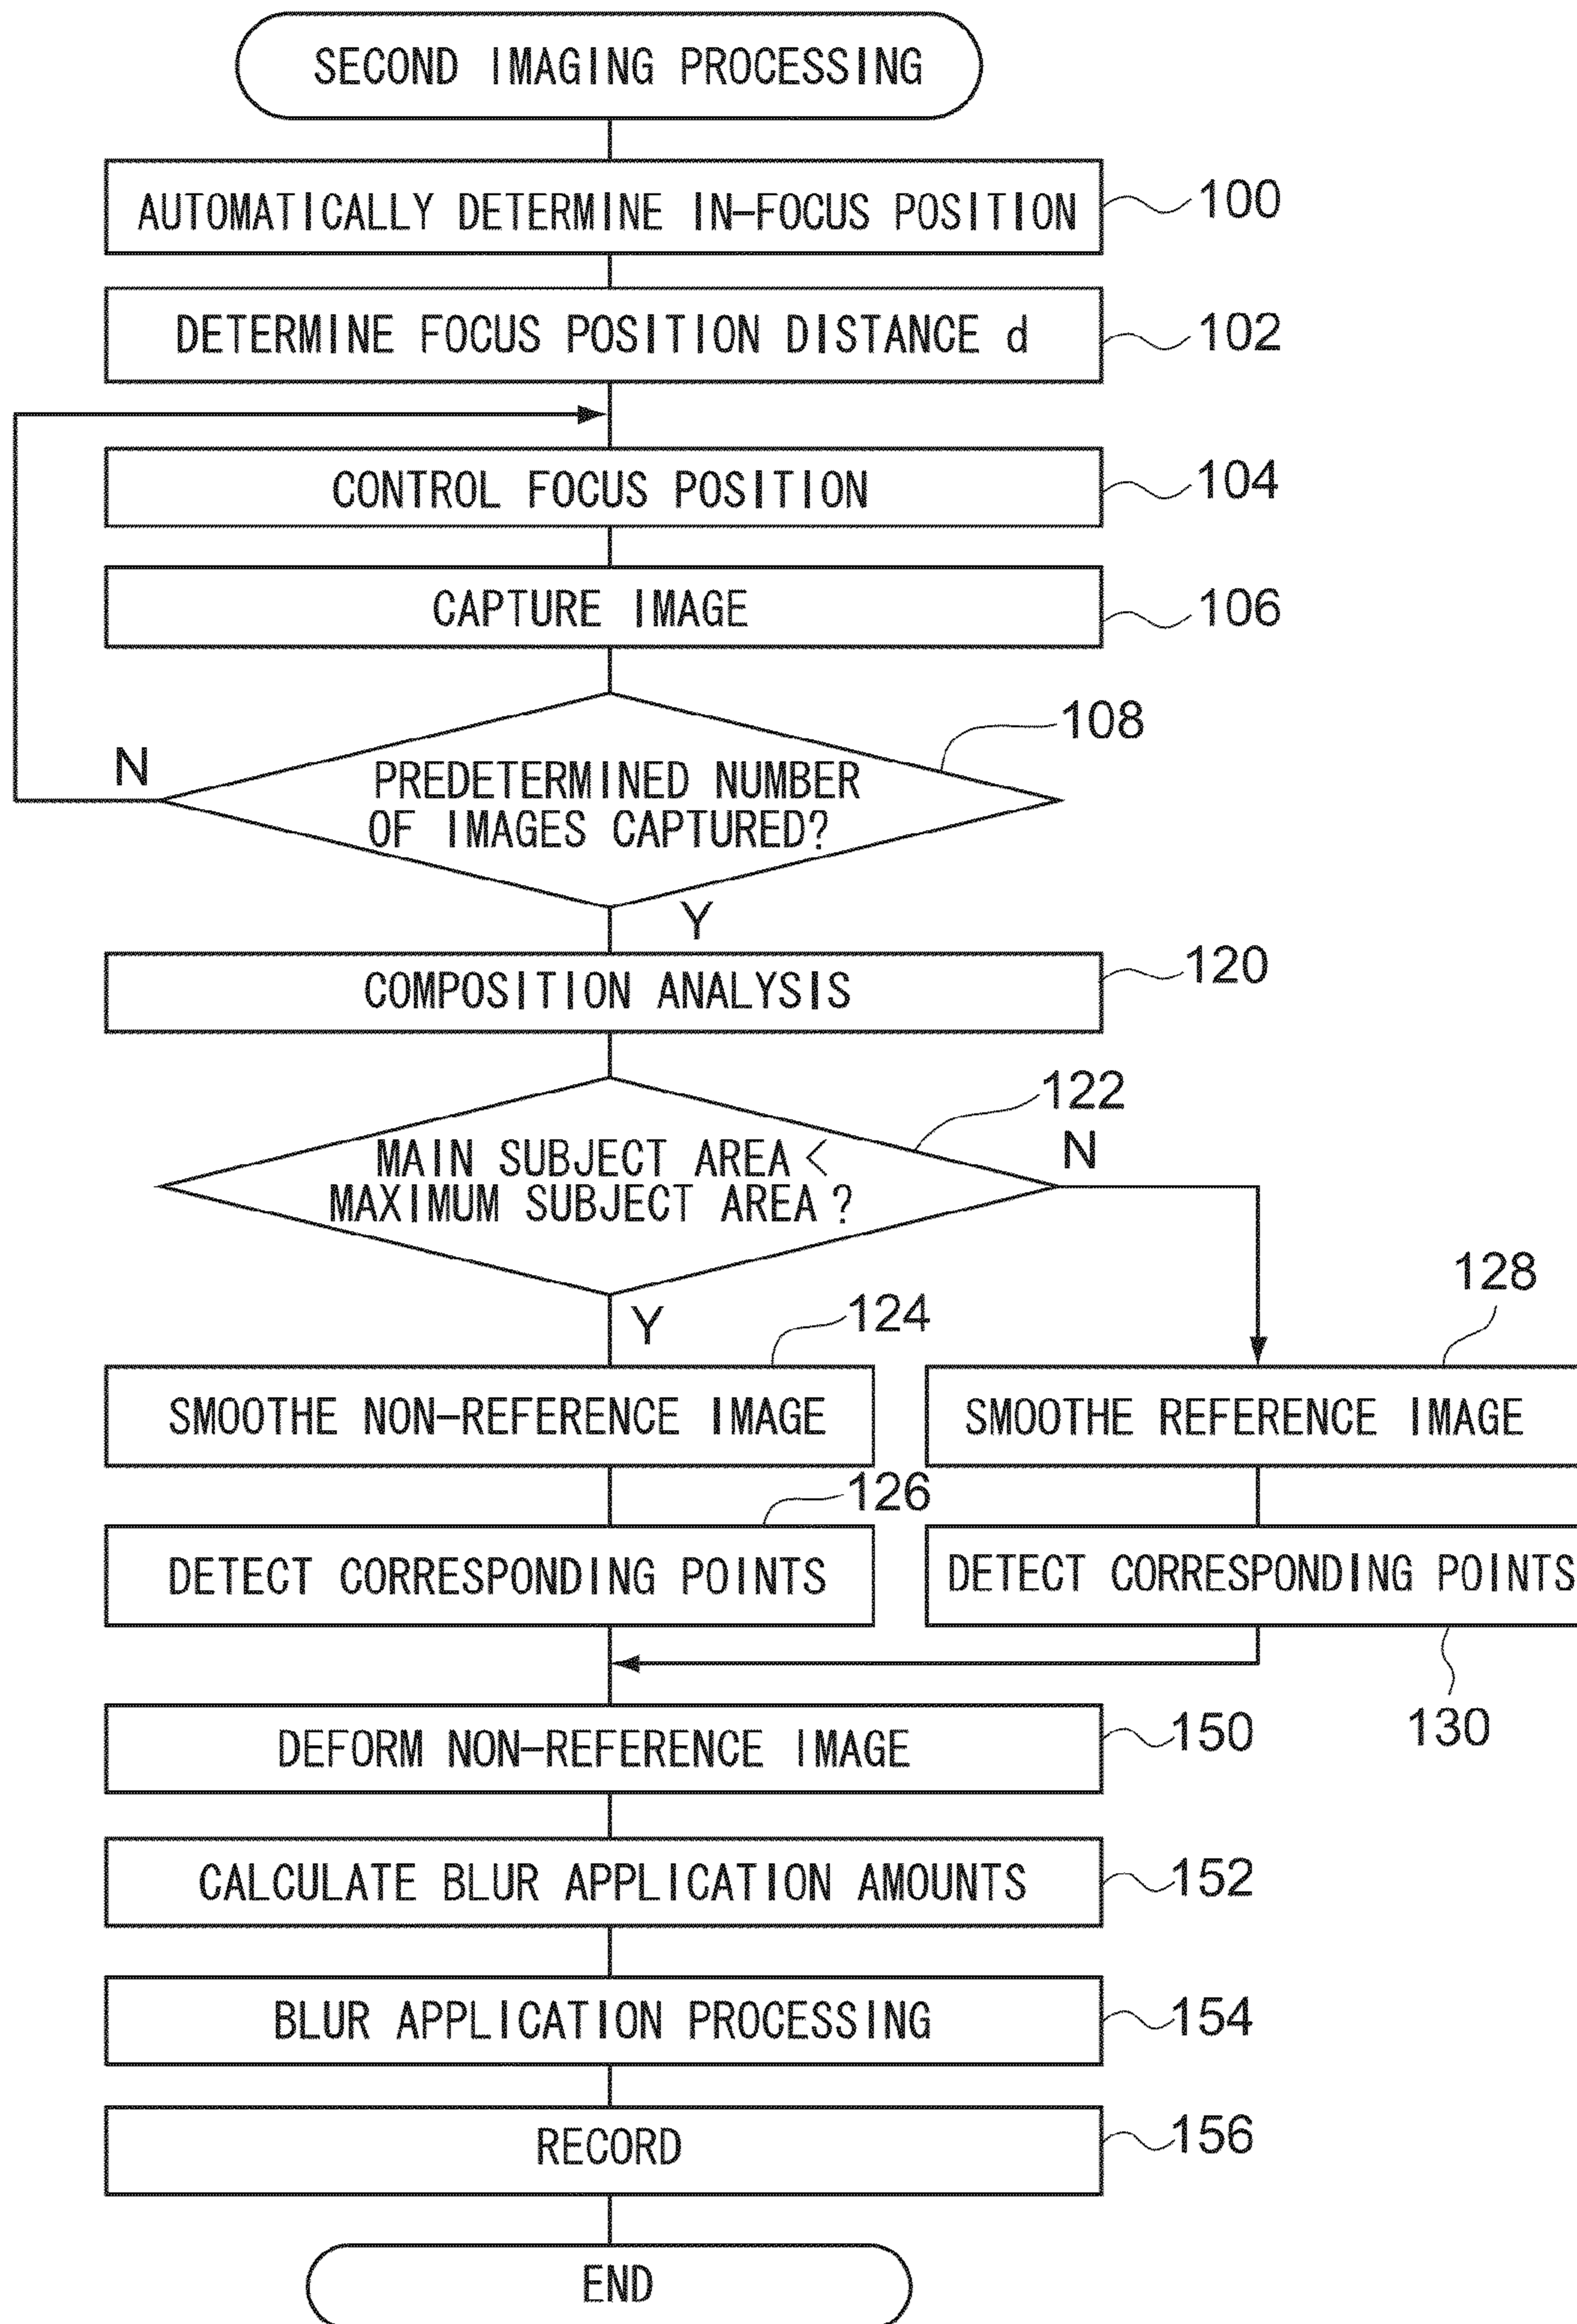 SECOND IMAGING PROCESSING
AUTOMATICALLY DETERMINE IN-FOCUS POSITION
100
DETERMINE FOCUS POSITION DISTANCE d
102
CONTROL FOCUS POSITION
104
CAPTURE IMAGE
106
108
N
PREDETERMINED NUMBER
OF IMAGES CAPTURED?
Y
COMPOSITION ANALYSIS
120
122
MAIN SUBJECT AREA <
MAXIMUM SUBJECT AREA ?
N
Y
124
128
SMOOTHE NON-REFERENCE IMAGE
SMOOTHE REFERENCE IMAGE
126
DETECT CORRESPONDING POINTS
DETECT CORRESPONDING POINTS
130
DEFORM NON-REFERENCE IMAGE
150
CALCULATE BLUR APPLICATION AMOUNTS
152
BLUR APPLICATION PROCESSING
154
RECORD
156
END